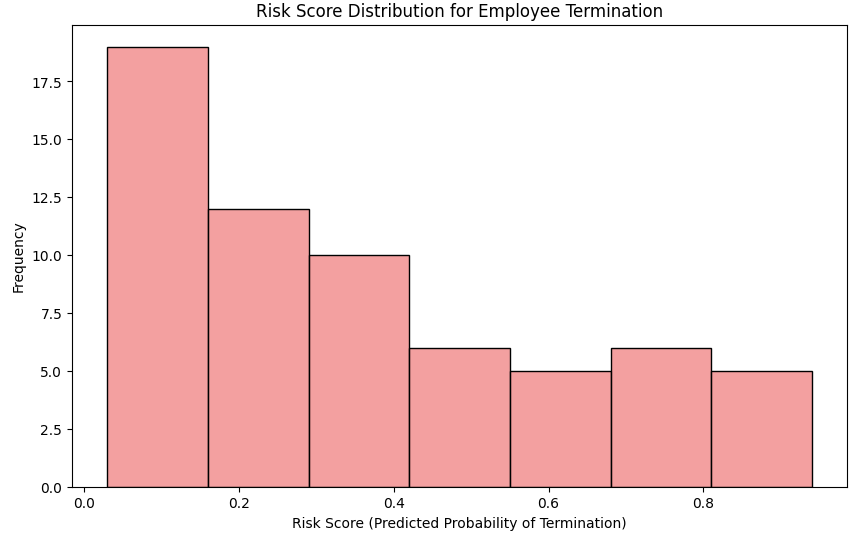 Risk Score Distribution for Employee Termination
17.5
15.0
12.5
10.0
7.5
5.0
2.5
0.0
Frequency
0.0 0.2 0.4 0.6 0.8
Risk Score (Predicted Probability of Termination)